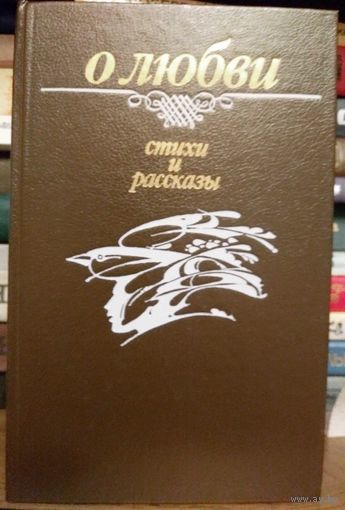 о любви
стихи
и
рассказы